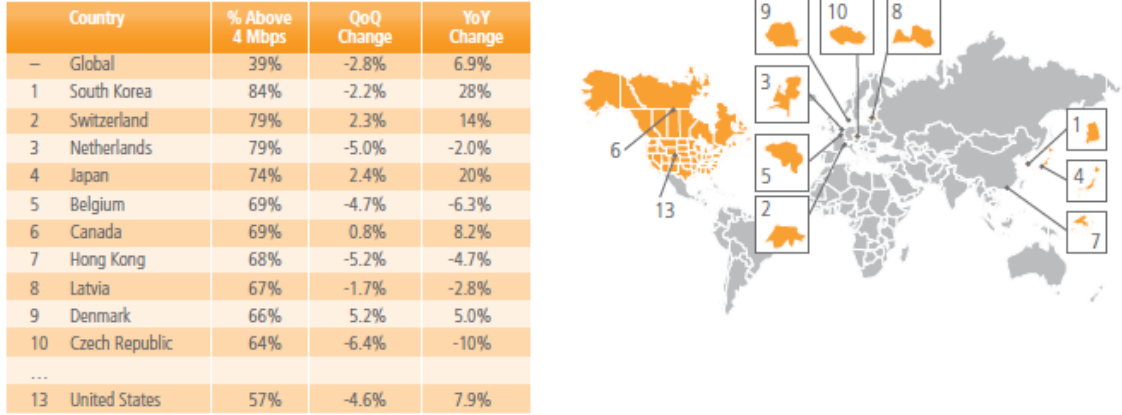 Country % Above 4 Mbps QoQ Change YoY Change
– Global 39% -2.8% 6.9%
1 South Korea 84% -2.2% 28%
2 Switzerland 79% 2.3% 14%
3 Netherlands 79% -5.0% -2.0%
4 Japan 74% 2.4% 20%
5 Belgium 69% -4.7% -6.3%
6 Canada 69% 0.8% 8.2%
7 Hong Kong 68% -5.2% -4.7%
8 Latvia 67% -1.7% -2.8%
9 Denmark 66% 5.2% 5.0%
10 Czech Republic 64% -6.4% -10%
...
13 United States 57% -4.6% 7.9%
9 10 8
3
1
6
5
4
13
2
7